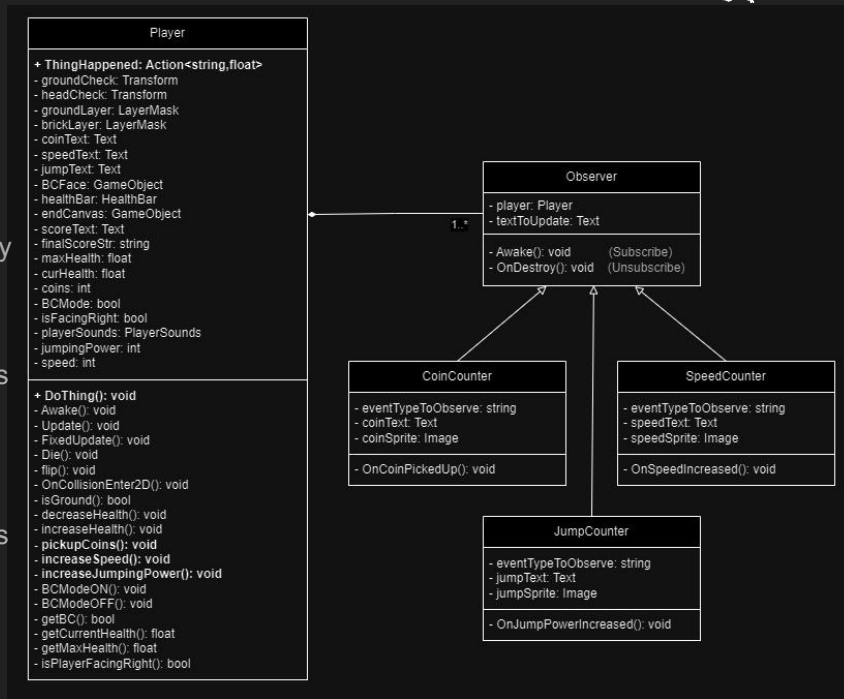 Player
+ ThingHappened: Action<string,float>
- groundCheck: Transform
- headCheck: Transform
- groundLayer: LayerMask
- brickLayer: LayerMask
- coinText: Text
- speedText: Text
- jumpText: Text
- BCFace: GameObject
- healthBar: HealthBar
- endCanvas: GameObject
- scoreText: Text
- finalScoreStr: string
- maxHealth: float
- curHealth: float
- coins: int
- BCMode: bool
- isFacingRight: bool
- playerSounds: PlayerSounds
- jumpingPower: int
- speed: int
+ DoThing(): void
- Awake(): void
- Update(): void
- FixedUpdate(): void
- Die(): void
- flip(): void
- OnCollisionEnter2D(): void
- isGround(): bool
- decreaseHealth(): void
- increaseHealth(): void
- pickupCoins(): void
- increaseSpeed(): void
- increaseJumpingPower(): void
- BCModeON(): void
- BCModeOFF(): void
- getBC(): bool
- getCurrentHealth(): float
- getMaxHealth(): float
- isPlayerFacingRight(): bool
1..*
Observer
- player: Player
- textToUpdate: Text
- Awake(): void (Subscribe)
- OnDestroy(): void (Unsubscribe)
CoinCounter
- eventTypeToObserve: string
- coinText: Text
- coinSprite: Image
- OnCoinPickedUp(): void
SpeedCounter
- eventTypeToObserve: string
- speedText: Text
- speedSprite: Image
- OnSpeedIncreased(): void
JumpCounter
- eventTypeToObserve: string
- jumpText: Text
- jumpSprite: Image
- OnJumpPowerIncreased(): void